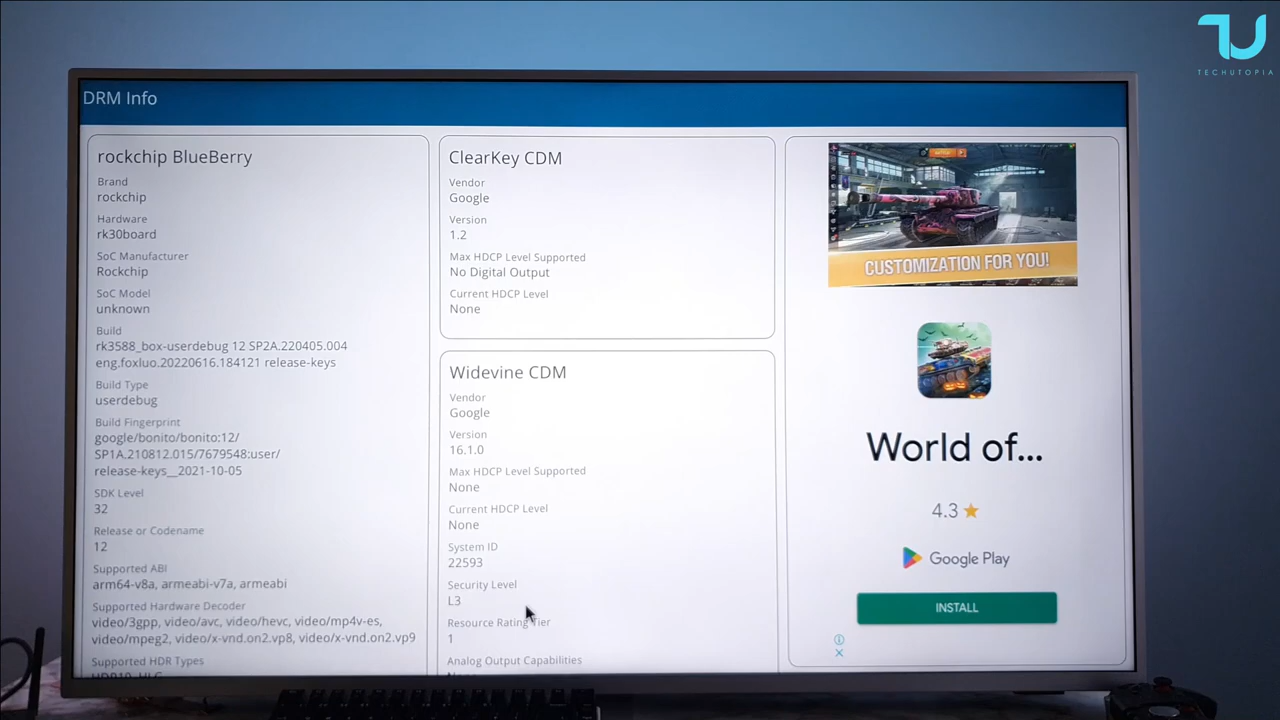 TECHUTOPIA
DRM Info
rockchip BlueBerry
Brand
rockchip
Hardware
rk30board
SoC Manufacturer
Rockchip
SoC Model
unknown
Build
rk3588_box-userdebug 12 SP2A.220405.004
eng.foxluo.20220616.184121 release-keys
Build Type
userdebug
Build Fingerprint
google/bonito/bonito:12/
SP1A.210812.015/7679548:user/
release-keys__2021-10-05
SDK Level
32
Release or Codename
12
Supported ABI
arm64-v8a, armeabi-v7a, armeabi
Supported Hardware Decoder
video/3gpp, video/avc, video/hevc, video/mp4v-es,
video/mpeg2, video/x-vnd.on2.vp8, video/x-vnd.on2.vp9
Supported HDR Types
HDR10, HLG
ClearKey CDM
Vendor
Google
Version
1.2
Max HDCP Level Supported
No Digital Output
Current HDCP Level
None
Widevine CDM
Vendor
Google
Version
16.1.0
Max HDCP Level Supported
None
Current HDCP Level
None
System ID
22593
Security Level
L3
Resource Rating Tier
1
Analog Output Capabilities
None
CUSTOMIZATION FOR YOU!
World of...
4.3
Google Play
INSTALL